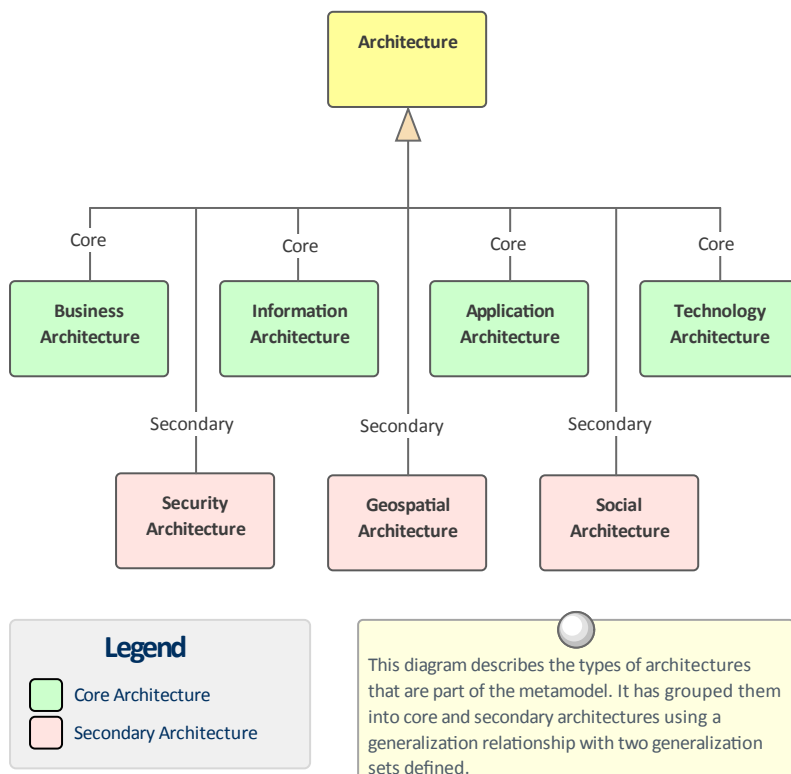 Architecture
Core
Core
Core
Core
Business
Architecture
Information
Architecture
Application
Architecture
Technology
Architecture
Secondary
Secondary
Secondary
Security
Architecture
Geospatial
Architecture
Social
Architecture
Legend
Core Architecture
Secondary Architecture
This diagram describes the types of architectures
that are part of the metamodel. It has grouped them
into core and secondary architectures using a
generalization relationship with two generalization
sets defined.